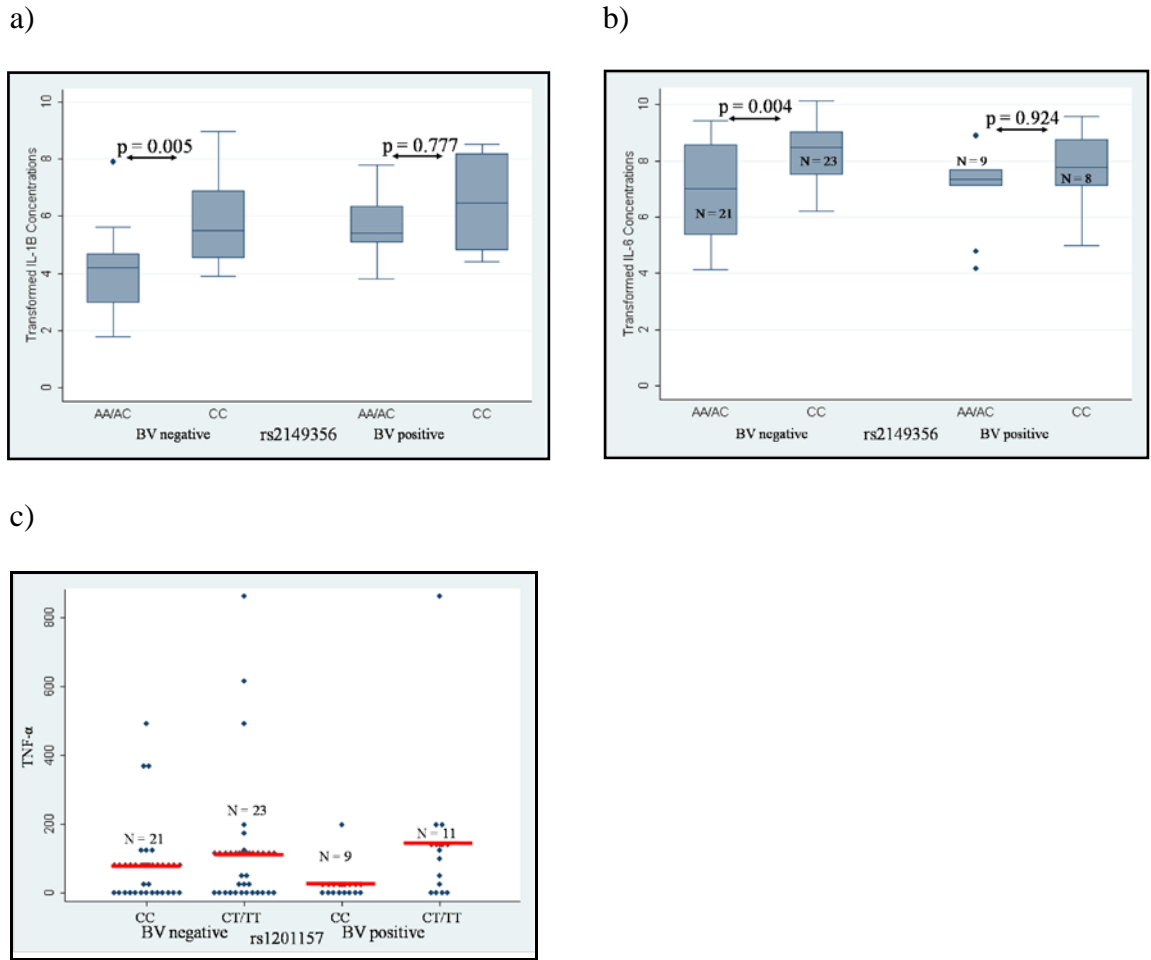 a)
b)
Transformed IL-1B Concentrations
10
8
6
4
2
0
p = 0.005
p = 0.777
AA/AC CC AA/AC CC
BV negative rs2149356 BV positive
Transformed IL-6 Concentrations
10
8
6
4
2
0
p = 0.004
p = 0.924
N = 21
N = 23
N = 9
N = 8
AA/AC CC AA/AC CC
BV negative rs2149356 BV positive
c)
TNF-α
800
600
400
200
0
N = 21
N = 23
N = 9
N = 11
CC CT/TT CC CT/TT
BV negative rs1201157 BV positive